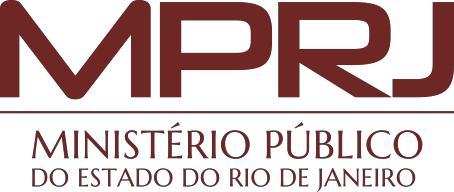 MPRJ
MINISTÉRIO PÚBLICO
DO ESTADO DO RIO DE JANEIRO